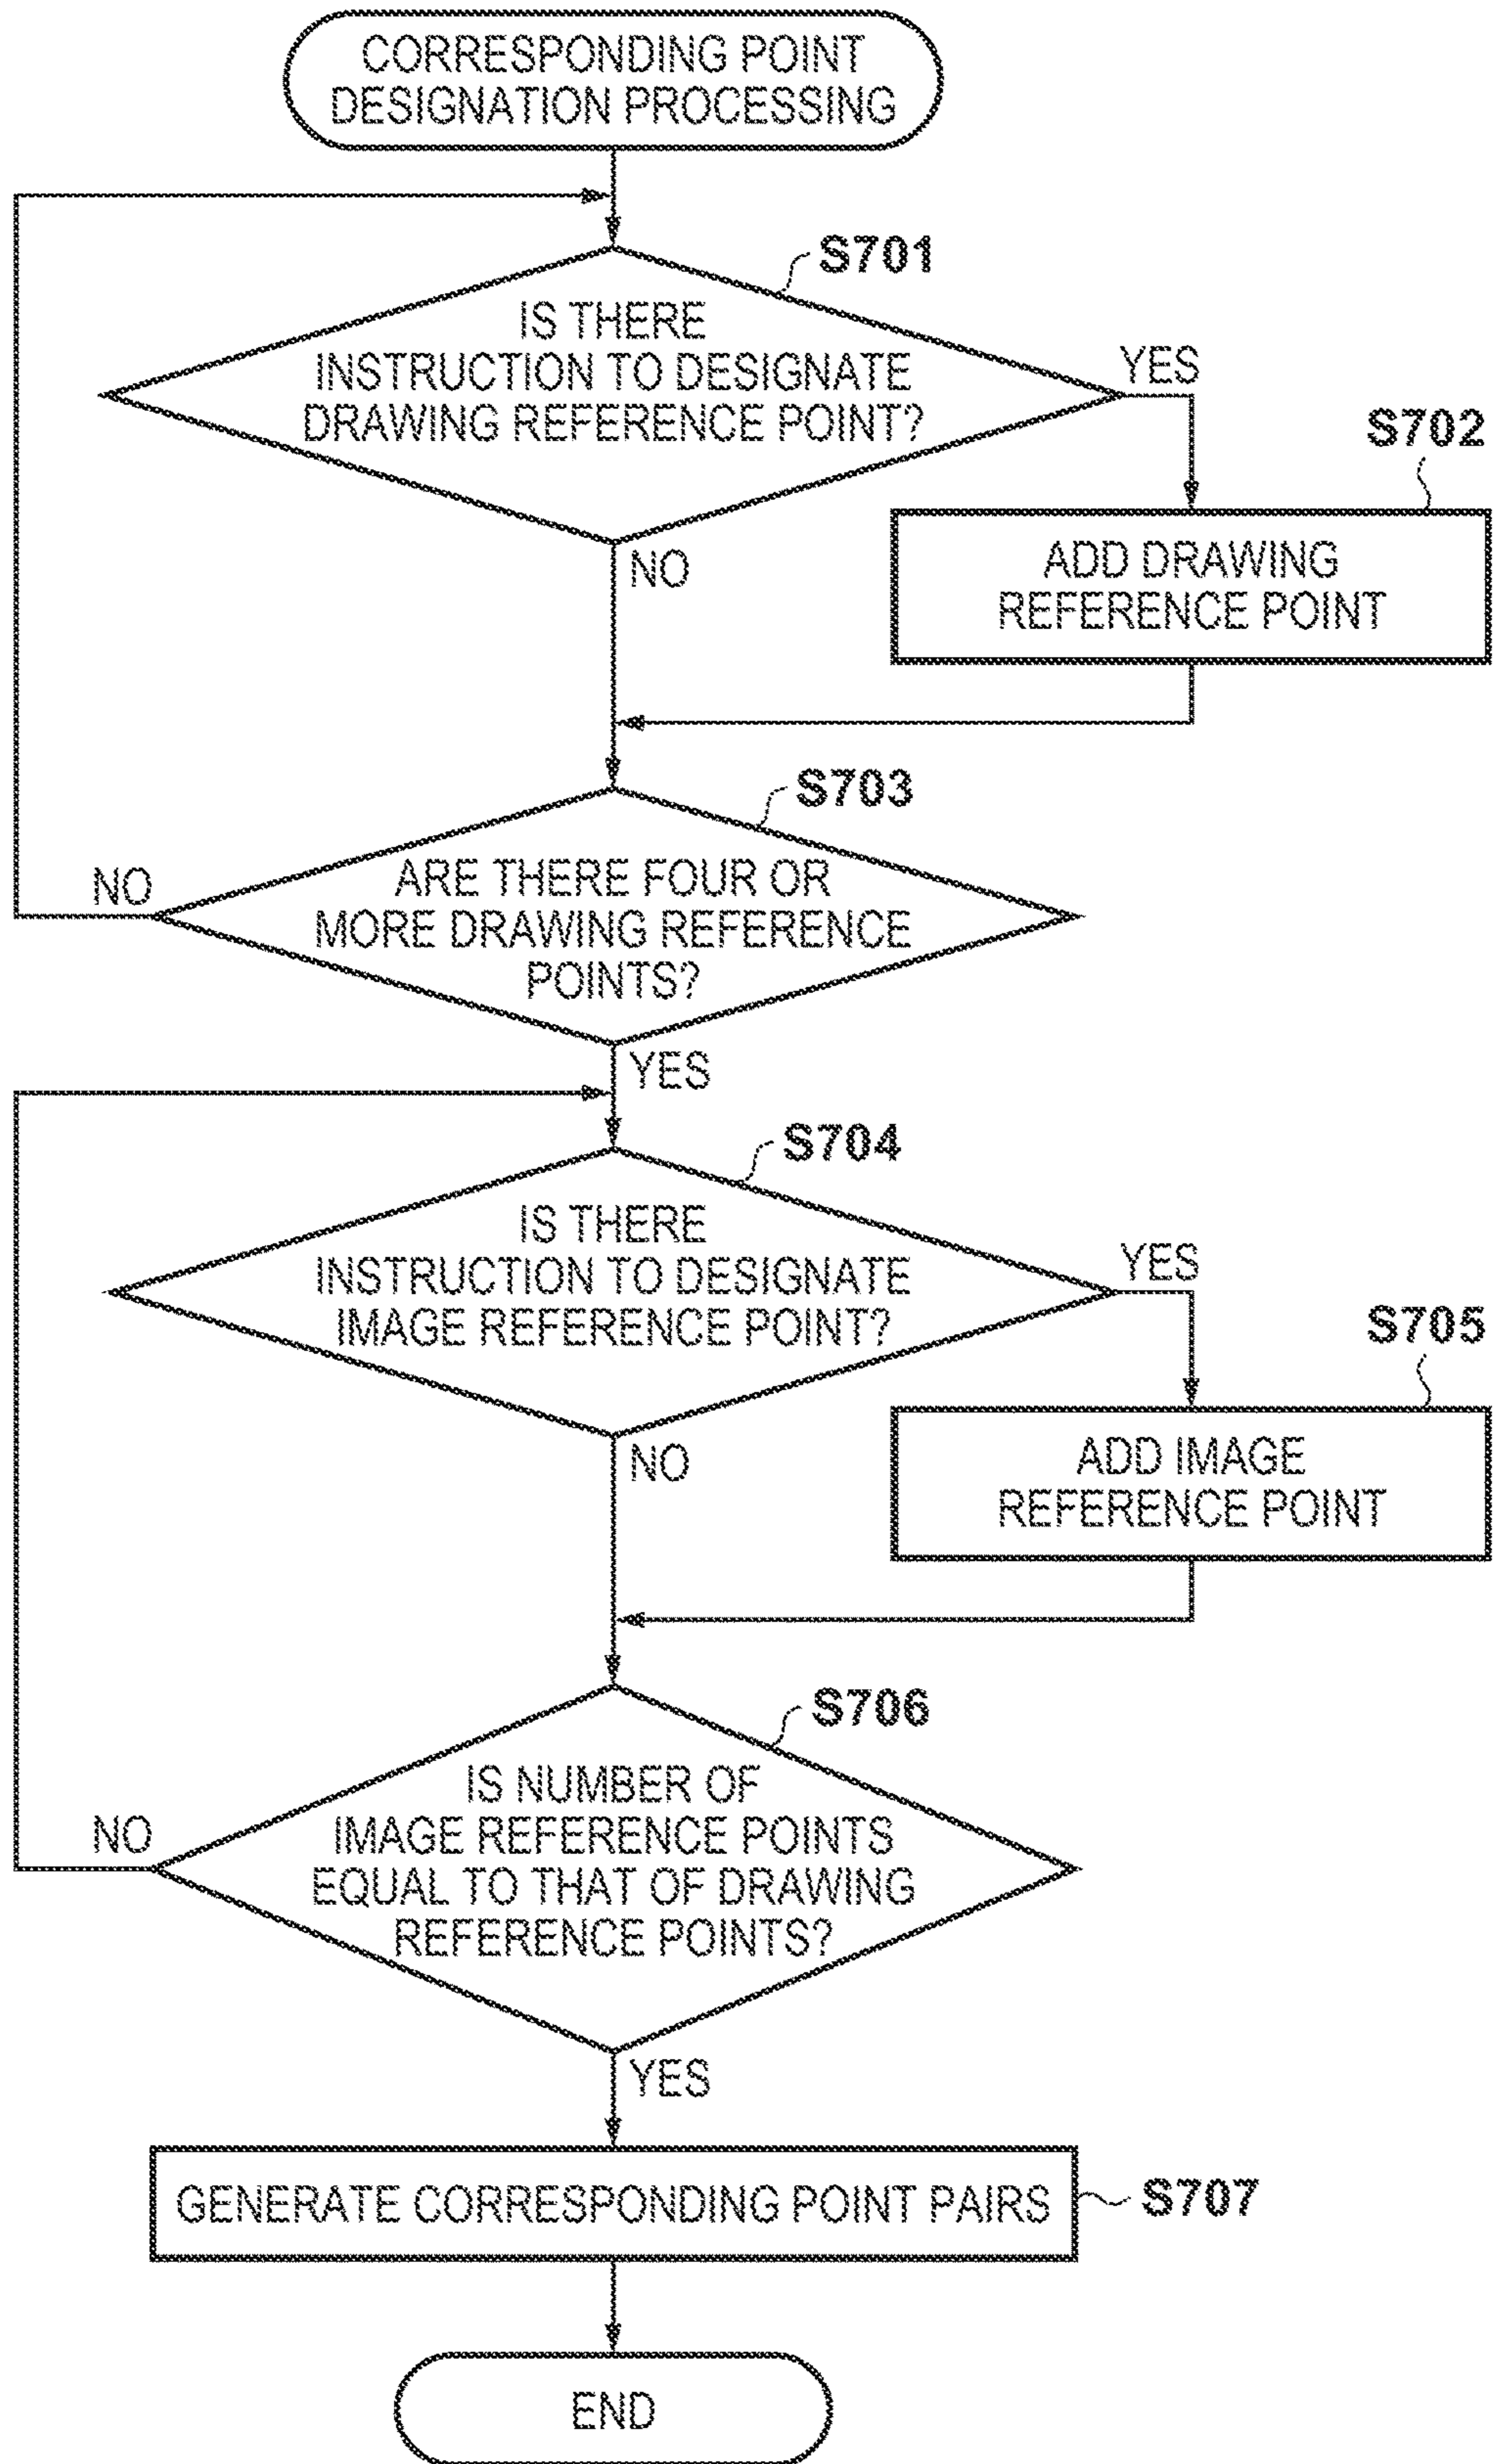 CORRESPONDING POINT
DESIGNATION PROCESSING
S701
IS THERE
INSTRUCTION TO DESIGNATE
DRAWING REFERENCE POINT?
YES
S702
ADD DRAWING
REFERENCE POINT
NO
S703
ARE THERE FOUR OR
MORE DRAWING REFERENCE
POINTS?
NO
YES
S704
IS THERE
INSTRUCTION TO DESIGNATE
IMAGE REFERENCE POINT?
YES
S705
ADD IMAGE
REFERENCE POINT
NO
S706
IS NUMBER OF
IMAGE REFERENCE POINTS
EQUAL TO THAT OF DRAWING
REFERENCE POINTS?
NO
YES
GENERATE CORRESPONDING POINT PAIRS
S707
END